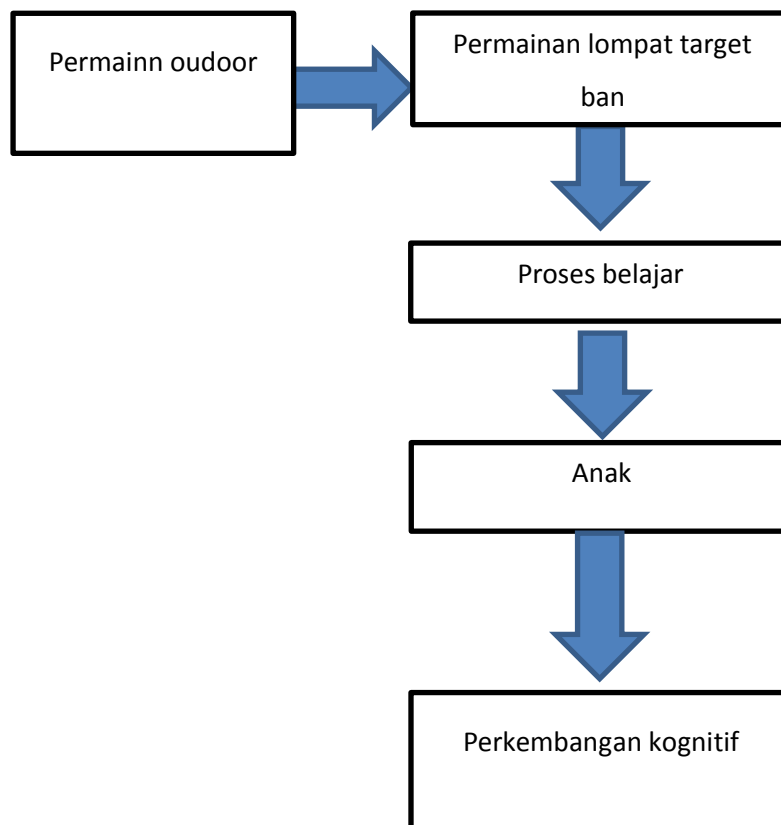 Permainn oudoor
Permainan lompat target
ban
Proses belajar
Anak
Perkembangan kognitif